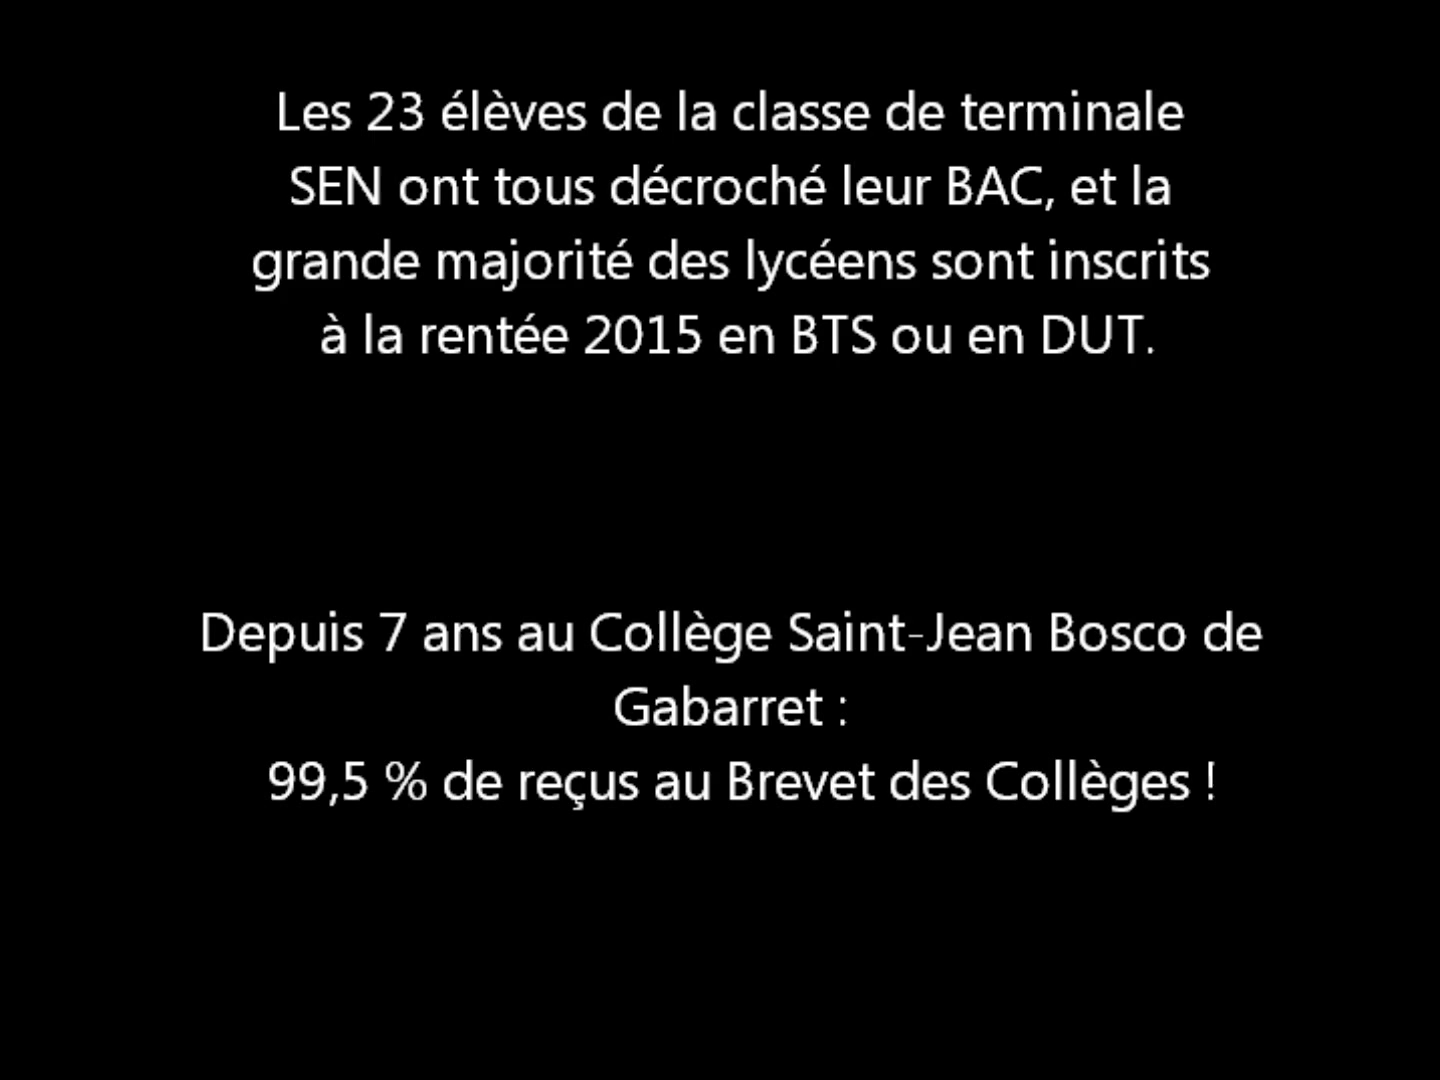 Les 23 élèves de la classe de terminale
SEN ont tous décroché leur BAC, et la
grande majorité des lycéens sont inscrits
à la rentée 2015 en BTS ou en DUT.
Depuis 7 ans au Collège Saint-Jean Bosco de
Gabarret :
99,5 % de reçus au Brevet des Collèges !